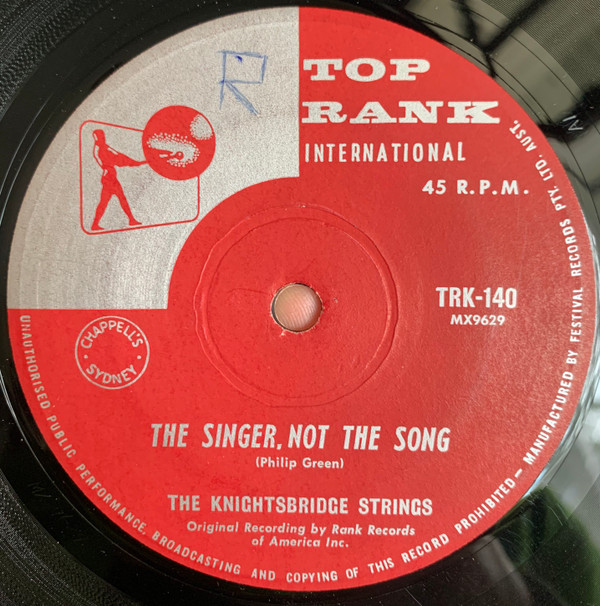 R
TOP
RANK
INTERNATIONAL
45 R.P.M.
TRK-140
MX9629
CHAPPELL'S
SYDNEY
THE SINGER, NOT THE SONG
(Philip Green)
THE KNIGHTSBRIDGE STRINGS
Original Recording by Rank Records
of America Inc.
UNAUTHORISED PUBLIC PERFORMANCE, BROADCASTING AND COPYING OF THIS RECORD PROHIBITED — MANUFACTURED BY FESTIVAL RECORDS PTY. LTD. AUST.